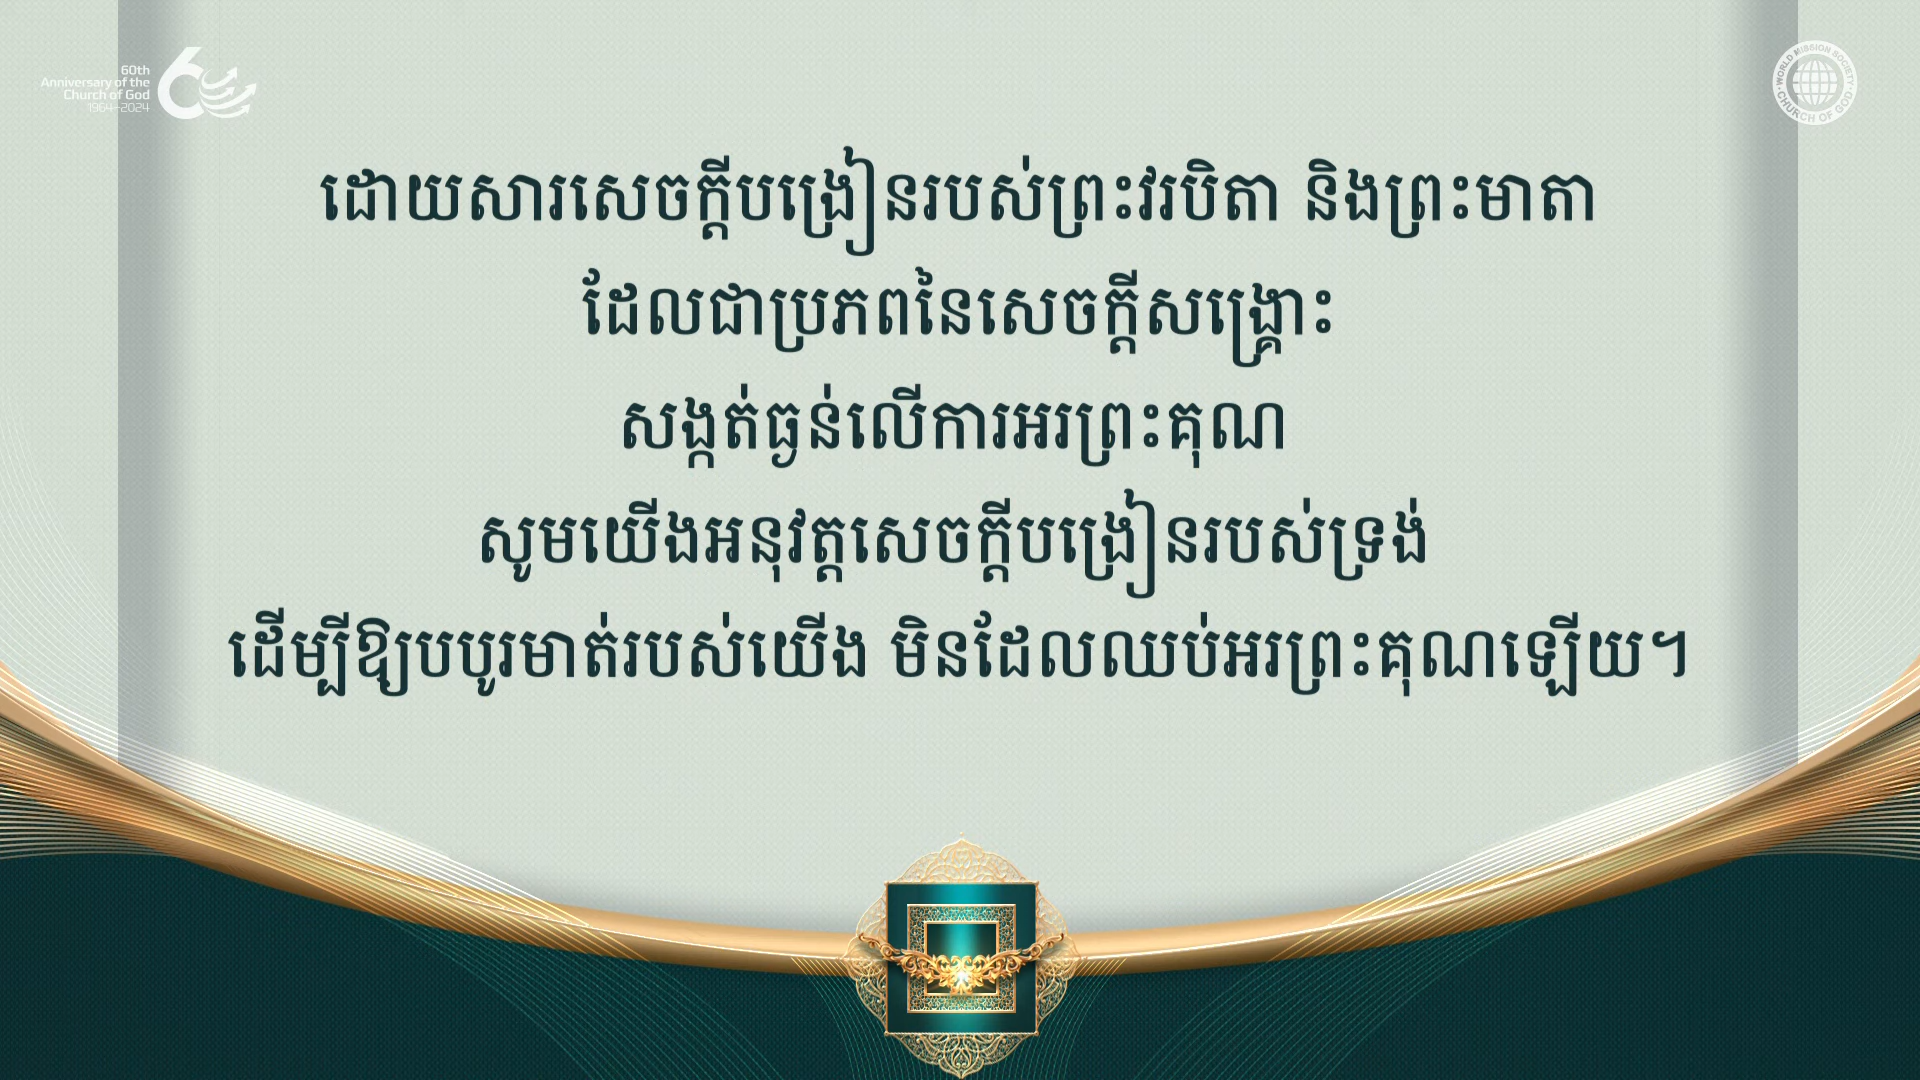 60th
Anniversary of the
Church of God
1964–2024
60
WORLD MISSION SOCIETY
CHURCH OF GOD
ដោយសារសេចក្ដីបង្រៀនរបស់ព្រះវរបិតា និងព្រះមាតា
ដែលជាប្រភពនៃសេចក្ដីសង្គ្រោះ
សង្កត់ធ្ងន់លើការអរព្រះគុណ
សូមយើងអនុវត្តសេចក្ដីបង្រៀនរបស់ទ្រង់
ដើម្បីឱ្យបបូរមាត់របស់យើង មិនដែលឈប់អរព្រះគុណឡើយ។